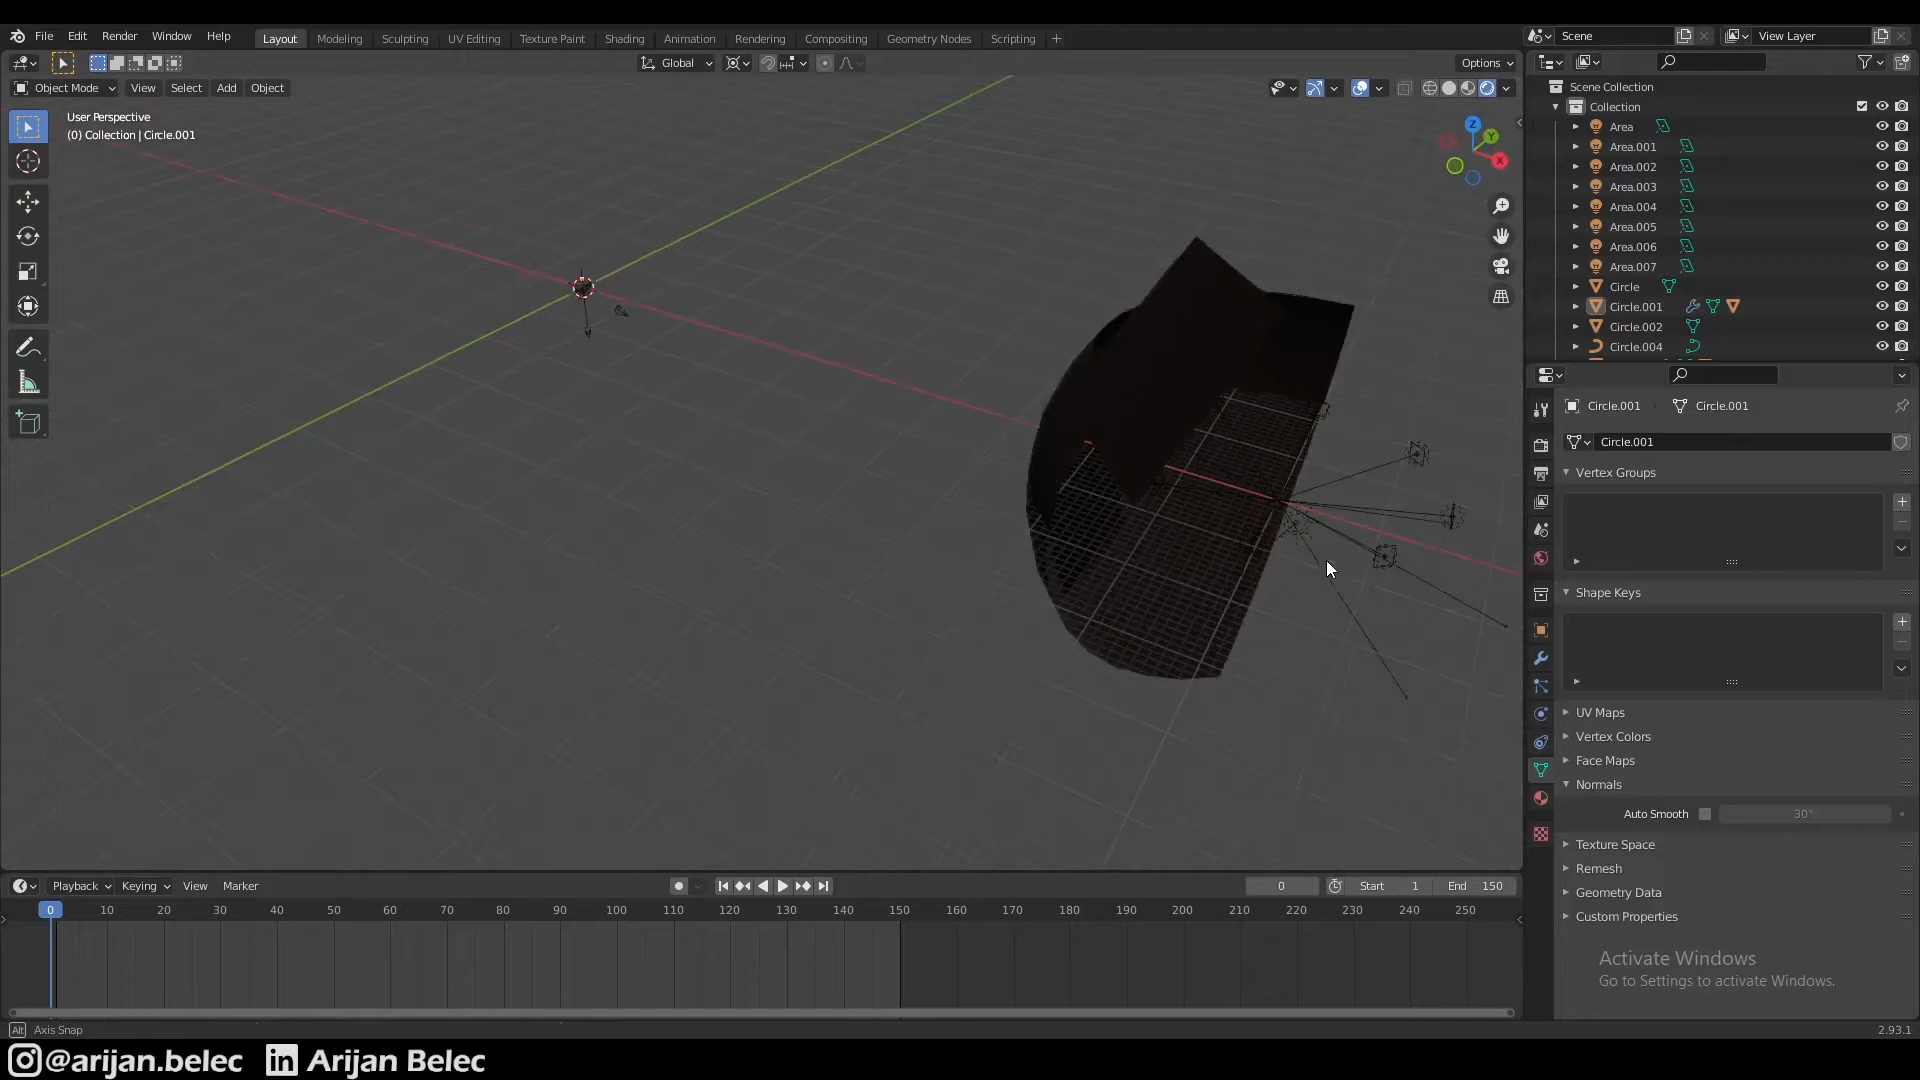 File Edit Render Window Help Layout Modeling Sculpting UV Editing Texture Paint Shading Animation Rendering Compositing Geometry Nodes Scripting + Scene View Layer
Global Options
Object Mode View Select Add Object
User Perspective
(0) Collection | Circle.001
Z
Y
X
Scene Collection
Collection
Area
Area.001
Area.002
Area.003
Area.004
Area.005
Area.006
Area.007
Circle
Circle.001
Circle.002
Circle.004
Circle.001 Circle.001
Circle.001
Vertex Groups
Shape Keys
UV Maps
Vertex Colors
Face Maps
Normals
Auto Smooth 30°
Texture Space
Remesh
Geometry Data
Custom Properties
Activate Windows
Go to Settings to activate Windows.
Playback Keying View Marker 0 Start 1 End 150
0 10 20 30 40 50 60 70 80 90 100 110 120 130 140 150 160 170 180 190 200 210 220 230 240 250
Alt Axis Snap 2.93.1
@arijan.belec in Arijan Belec